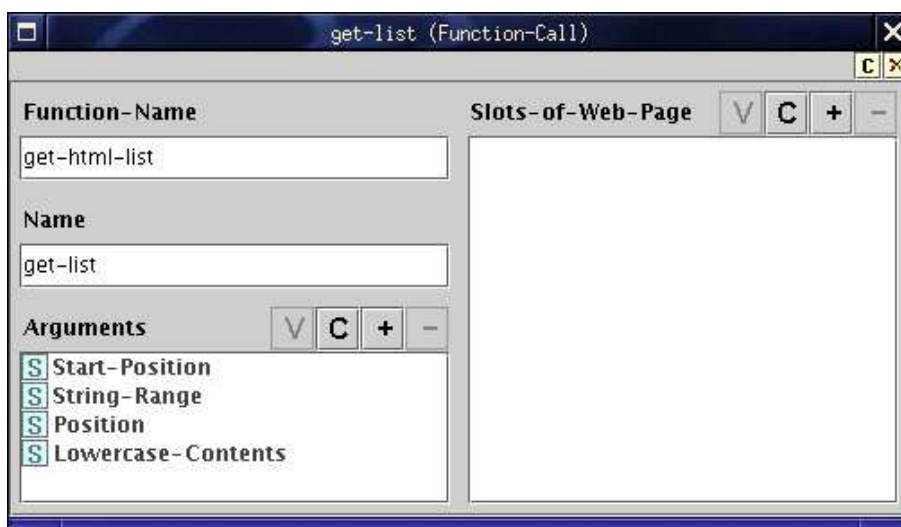 get-list (Function-Call)
C
Function-Name
get-html-list
Name
get-list
Arguments V C + −
S Start-Position
S String-Range
S Position
S Lowercase-Contents
Slots-of-Web-Page V C + −